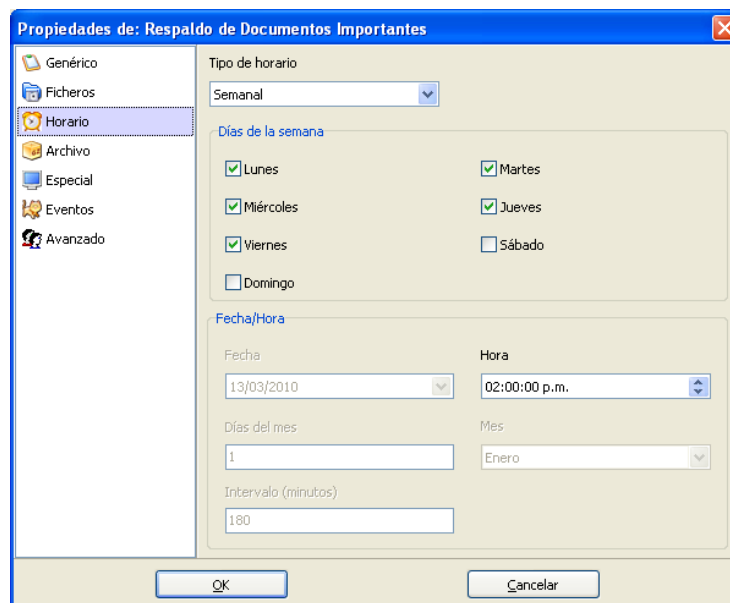 Propiedades de: Respaldo de Documentos Importantes
Genérico
Ficheros
Horario
Archivo
Especial
Eventos
Avanzado
Tipo de horario
Semanal
Días de la semana
Lunes
Martes
Miércoles
Jueves
Viernes
Sábado
Domingo
Fecha/Hora
Fecha
Hora
13/03/2010
02:00:00 p.m.
Días del mes
Mes
1
Enero
Intervalo (minutos)
180
OK
Cancelar